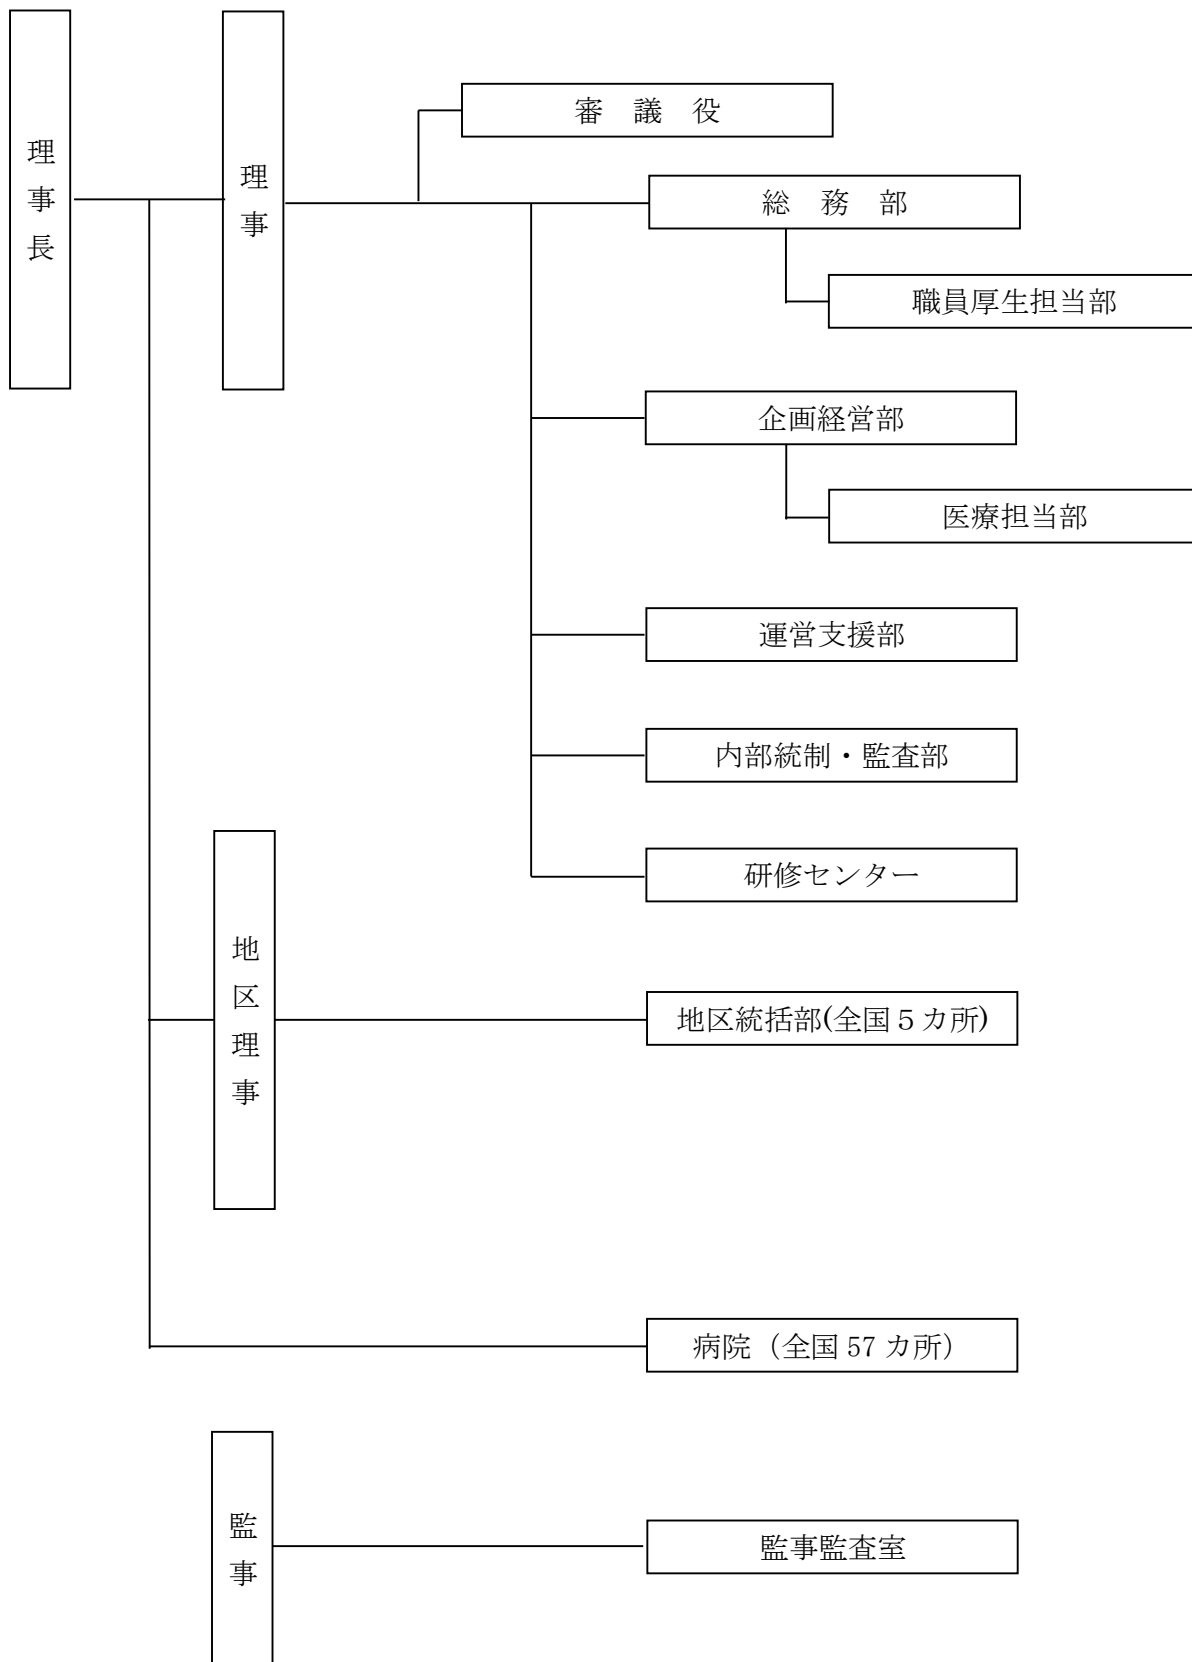 理事長
理事
審　議　役
総　務　部
職員厚生担当部
企画経営部
医療担当部
運営支援部
内部統制・監査部
研修センター
地区理事
地区統括部(全国５カ所)
病院（全国 57 カ所）
監事
監事監査室